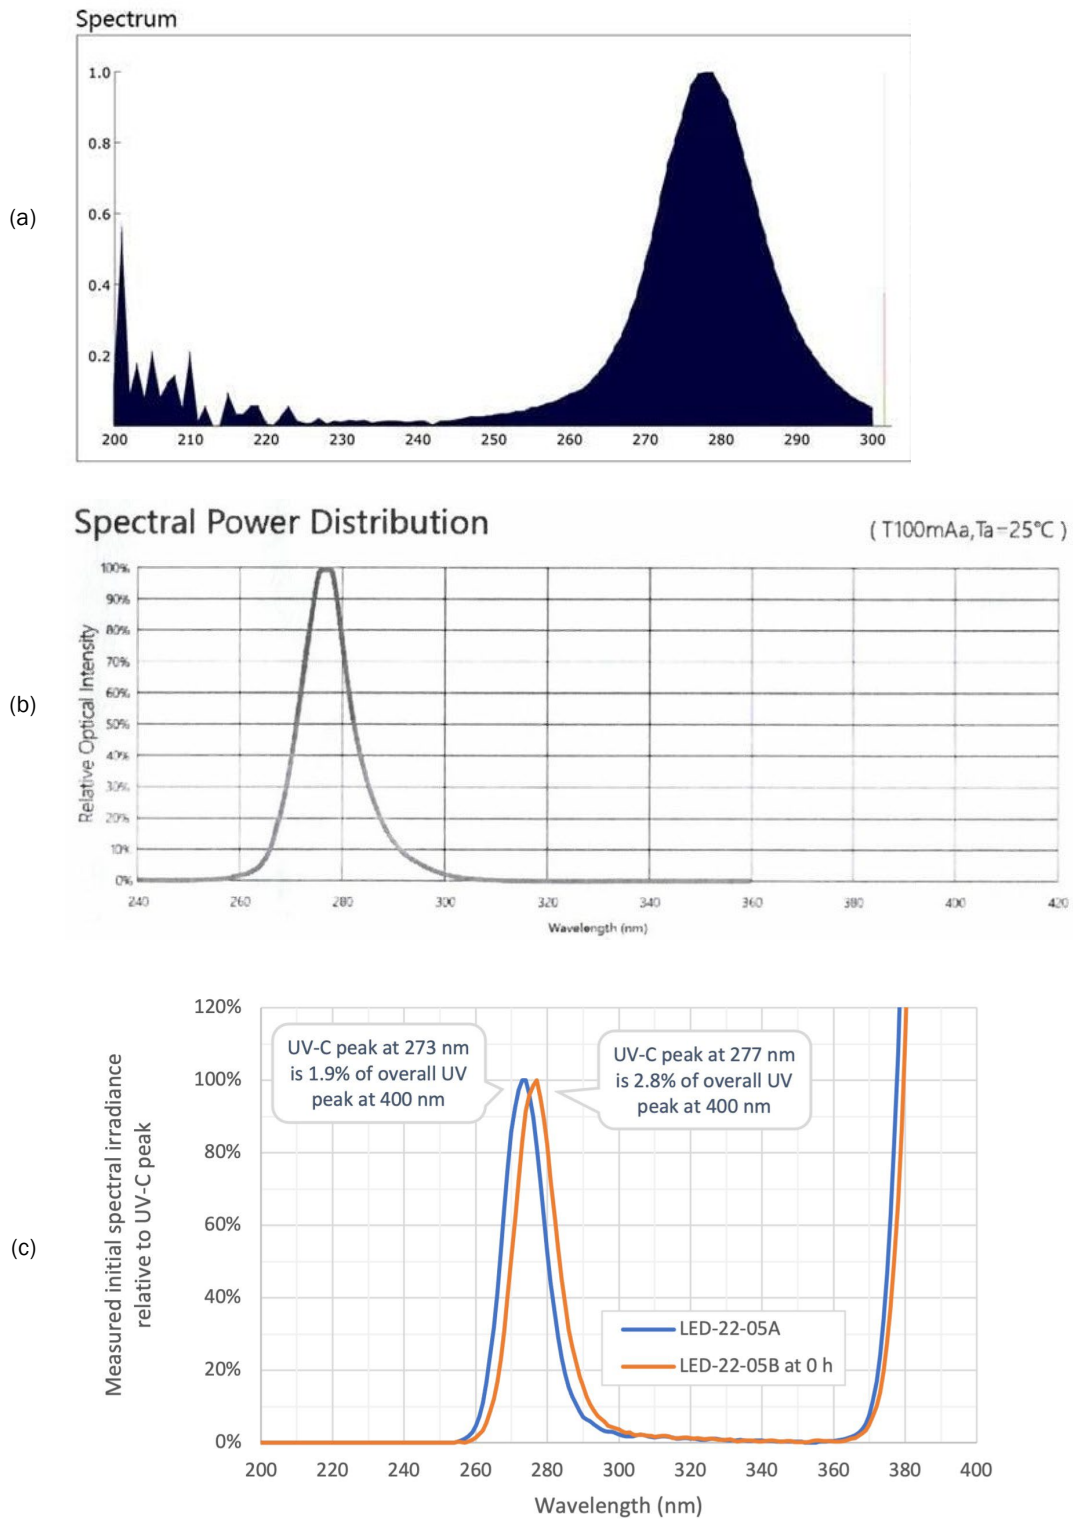 Spectrum
(a)
1.0
0.8
0.6
0.4
0.2
200 210 220 230 240 250 260 270 280 290 300
Spectral Power Distribution
( T100mAa,Ta=25°C )
(b)
Relative Optical Intensity
100%
90%
80%
70%
60%
50%
40%
30%
20%
10%
0%
240 260 280 300 320 340 360 380 400 420
Wavelength (nm)
(c)
Measured initial spectral irradiance
relative to UV-C peak
120%
100%
80%
60%
40%
20%
0%
UV-C peak at 273 nm
is 1.9% of overall UV
peak at 400 nm
UV-C peak at 277 nm
is 2.8% of overall UV
peak at 400 nm
LED-22-05A
LED-22-05B at 0 h
200 220 240 260 280 300 320 340 360 380 400
Wavelength (nm)